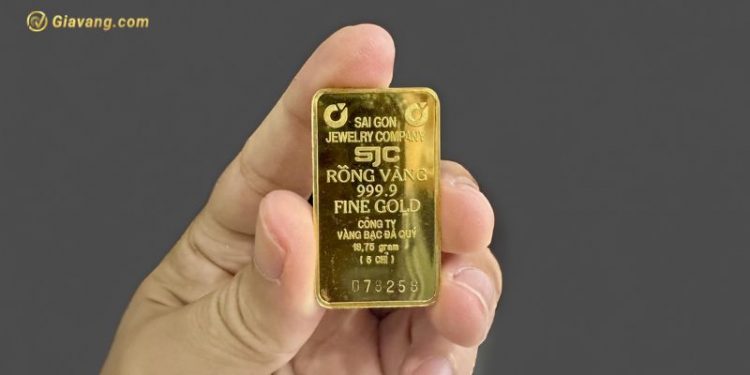 Giavang.com
SAI GON
JEWELRY COMPANY
SJC
RỒNG VÀNG
999.9
FINE GOLD
CÔNG TY
VÀNG BẠC ĐÁ QUÝ
18,75 gram
( 5 CHỈ )
078258